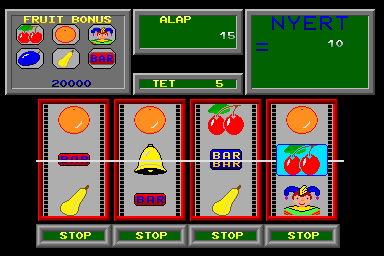 FRUIT BONUS
BAR
20000
ALAP
15
TET 5
NYERT
= 10
BAR
BAR
BAR
BAR
STOP STOP STOP STOP